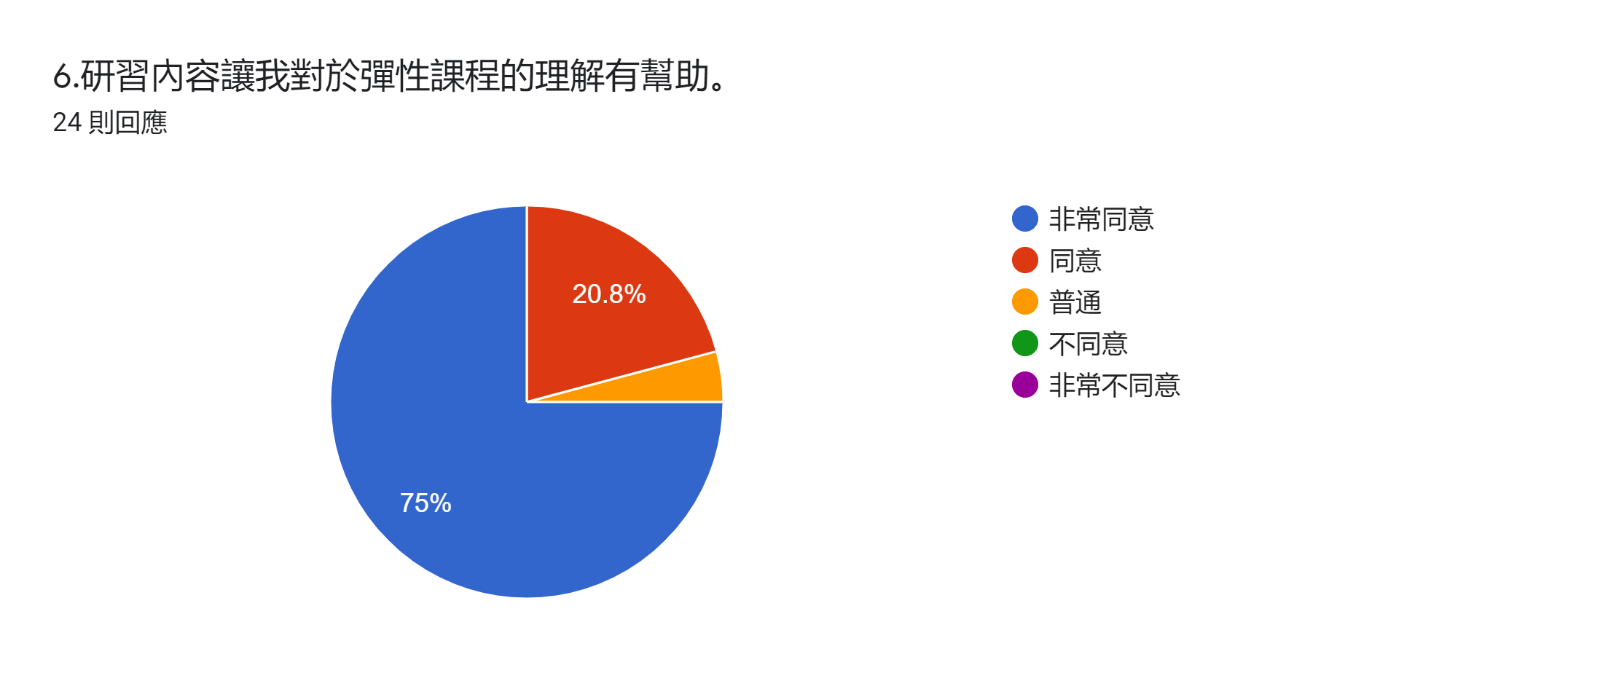 6.研習內容讓我對於彈性課程的理解有幫助。
24 則回應
20.8%
75%
非常同意
同意
普通
不同意
非常不同意